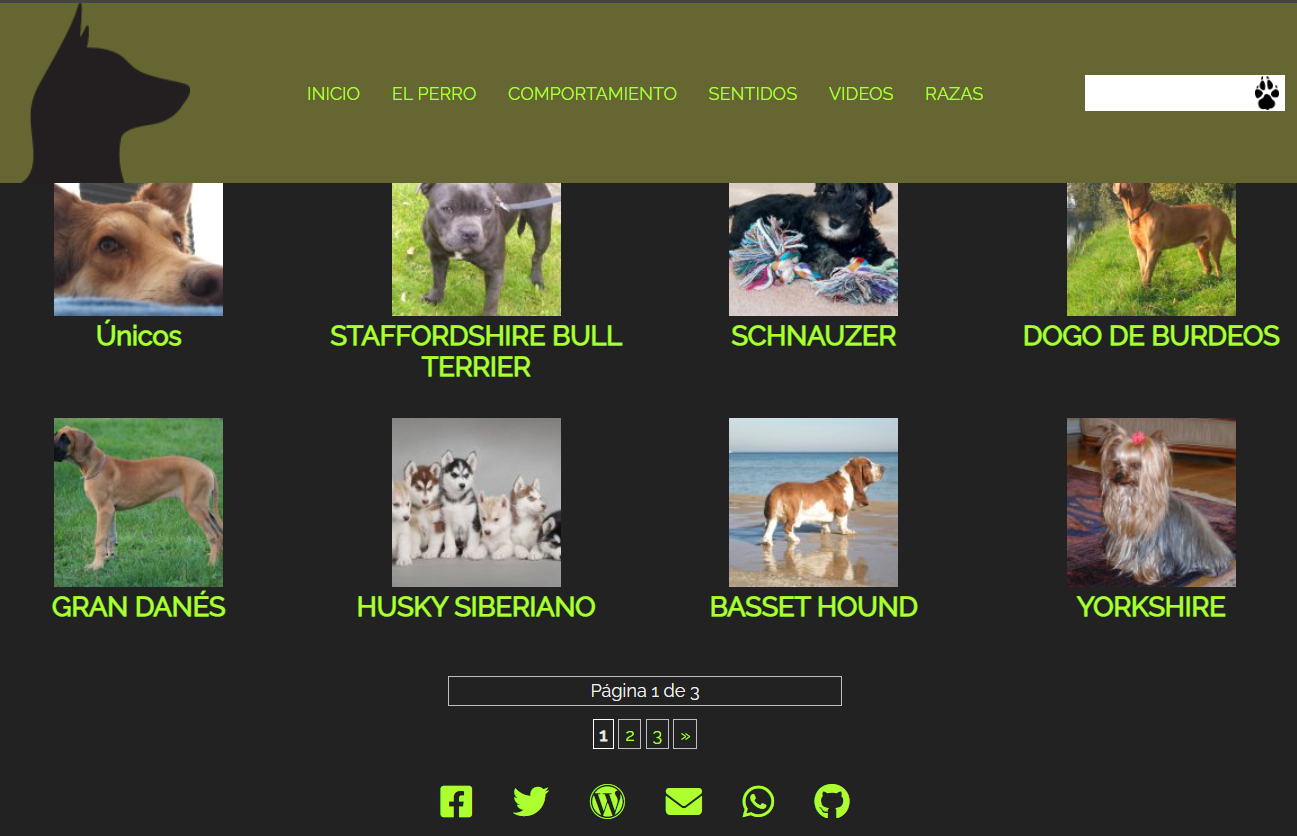 INICIO EL PERRO COMPORTAMIENTO SENTIDOS VIDEOS RAZAS
Únicos
STAFFORDSHIRE BULL
TERRIER
SCHNAUZER
DOGO DE BURDEOS
GRAN DANÉS
HUSKY SIBERIANO
BASSET HOUND
YORKSHIRE
Página 1 de 3
1 2 3 »